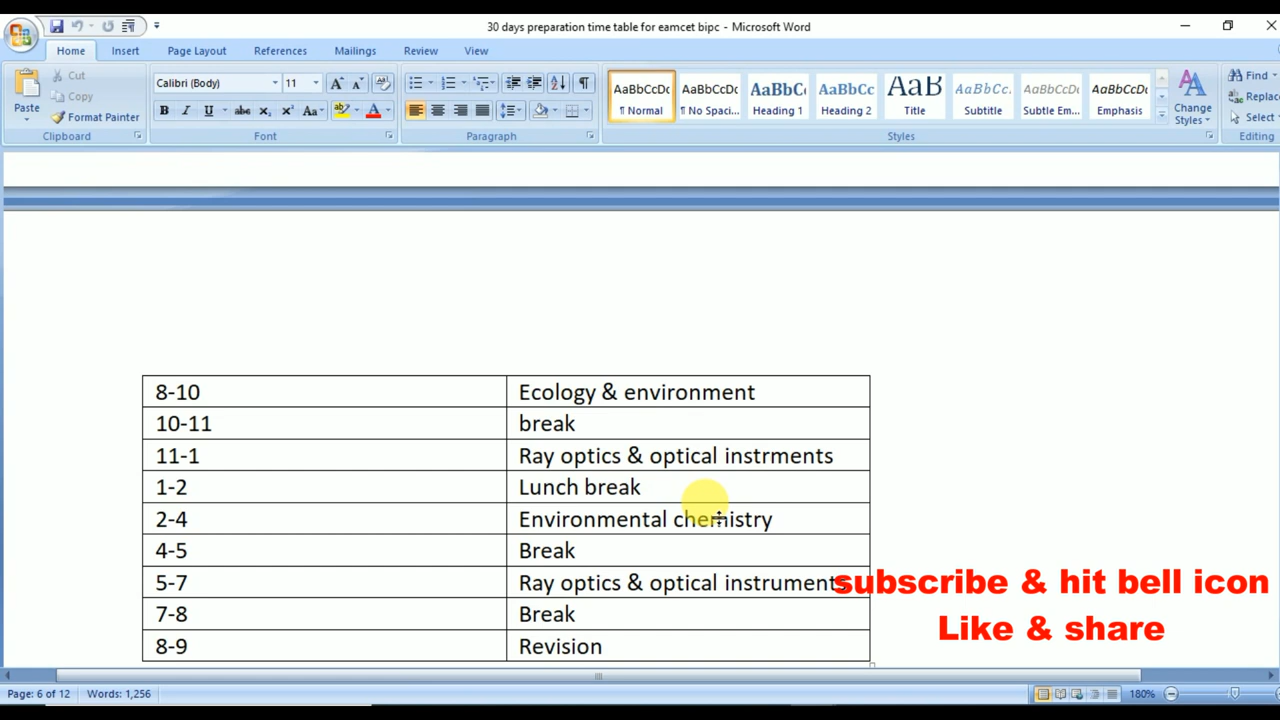 30 days preparation time table for eamcet bipc - Microsoft Word
Home Insert Page Layout References Mailings Review View
Paste
Cut
Copy
Format Painter
Clipboard
Calibri (Body) 11
Font
Paragraph
AaBbCcDc AaBbCcDc AaBbC AaBbCc AaB AaBbCc. AaBbCcDc AaBbCcDc
¶ Normal ¶ No Spaci... Heading 1 Heading 2 Title Subtitle Subtle Em... Emphasis
Change Styles
Styles
Find
Replac
Select
Editing
8-10 Ecology & environment
10-11 break
11-1 Ray optics & optical instrments
1-2 Lunch break
2-4 Environmental chemistry
4-5 Break
5-7 Ray optics & optical instruments
7-8 Break
8-9 Revision
subscribe & hit bell icon
Like & share
Page: 6 of 12 Words: 1,256 180%